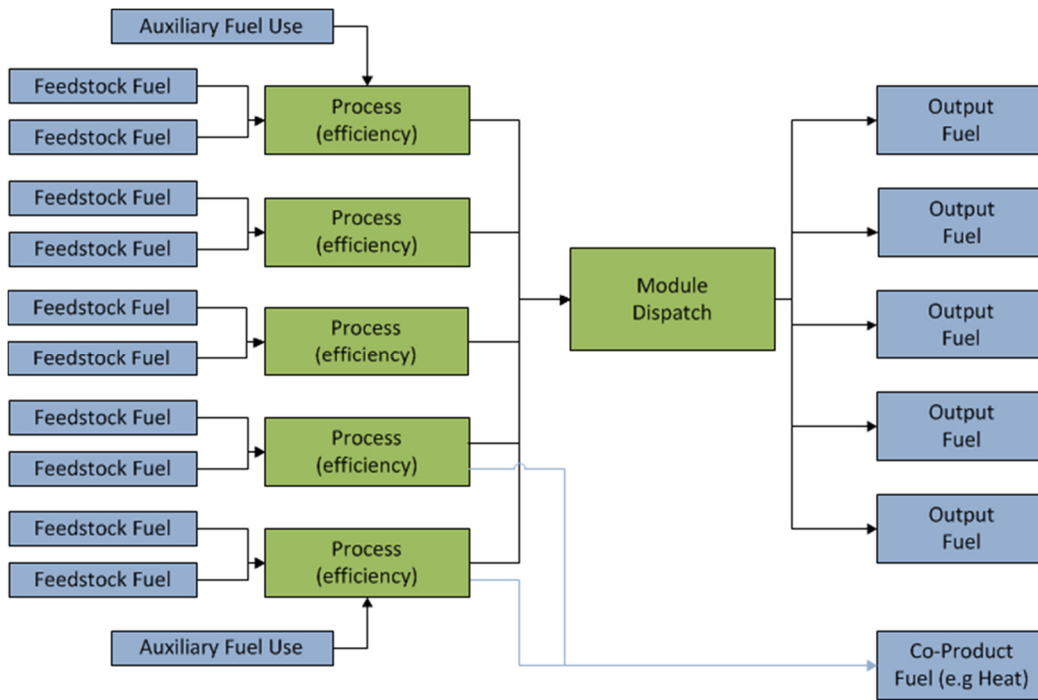 Auxiliary Fuel Use
Feedstock Fuel
Feedstock Fuel
Process
(efficiency)
Feedstock Fuel
Feedstock Fuel
Process
(efficiency)
Feedstock Fuel
Feedstock Fuel
Process
(efficiency)
Feedstock Fuel
Feedstock Fuel
Process
(efficiency)
Feedstock Fuel
Feedstock Fuel
Process
(efficiency)
Auxiliary Fuel Use
Module
Dispatch
Output
Fuel
Output
Fuel
Output
Fuel
Output
Fuel
Output
Fuel
Co-Product
Fuel (e.g Heat)